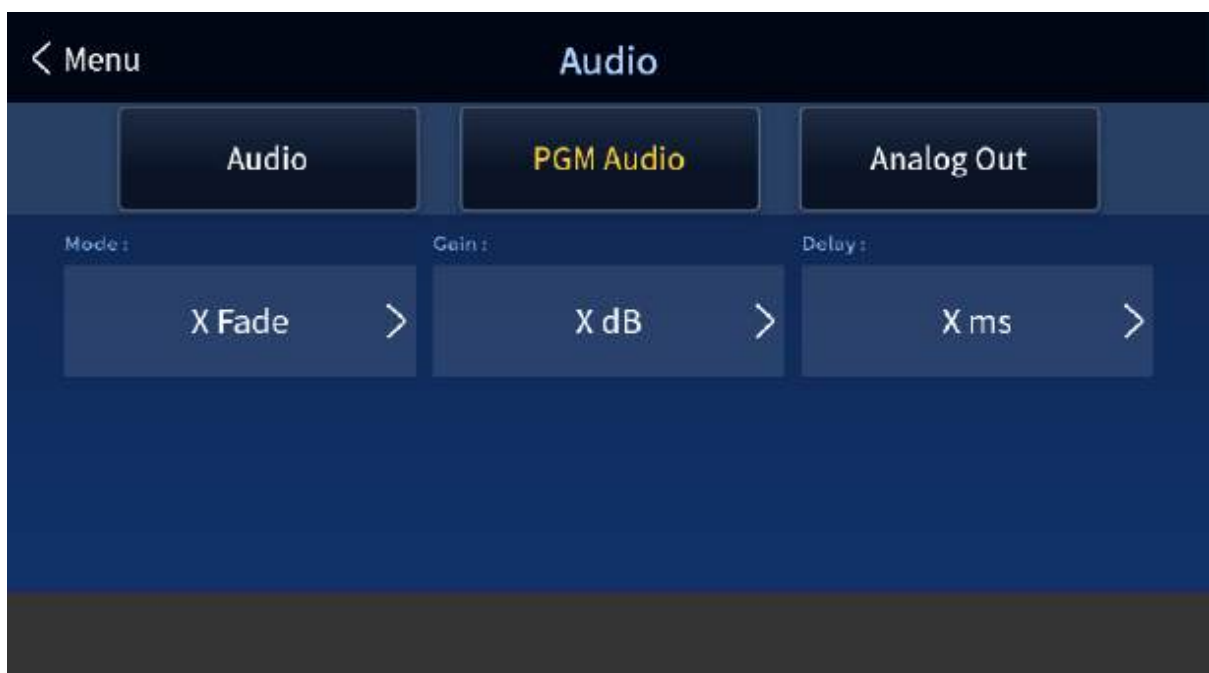 < Menu
Audio
Audio
PGM Audio
Analog Out
Mode :
Gain :
Delay :
X Fade >
X dB >
X ms >